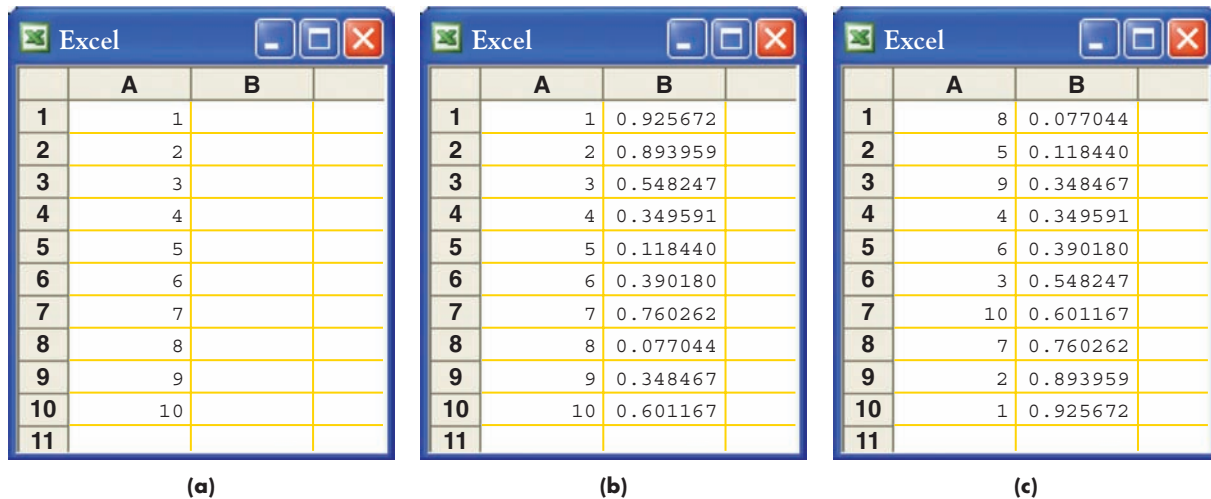 Excel
A B
1 1
2 2
3 3
4 4
5 5
6 6
7 7
8 8
9 9
10 10
11
(a)
Excel
A B
1 1 0.925672
2 2 0.893959
3 3 0.548247
4 4 0.349591
5 5 0.118440
6 6 0.390180
7 7 0.760262
8 8 0.077044
9 9 0.348467
10 10 0.601167
11
(b)
Excel
A B
1 8 0.077044
2 5 0.118440
3 9 0.348467
4 4 0.349591
5 6 0.390180
6 3 0.548247
7 10 0.601167
8 7 0.760262
9 2 0.893959
10 1 0.925672
11
(c)